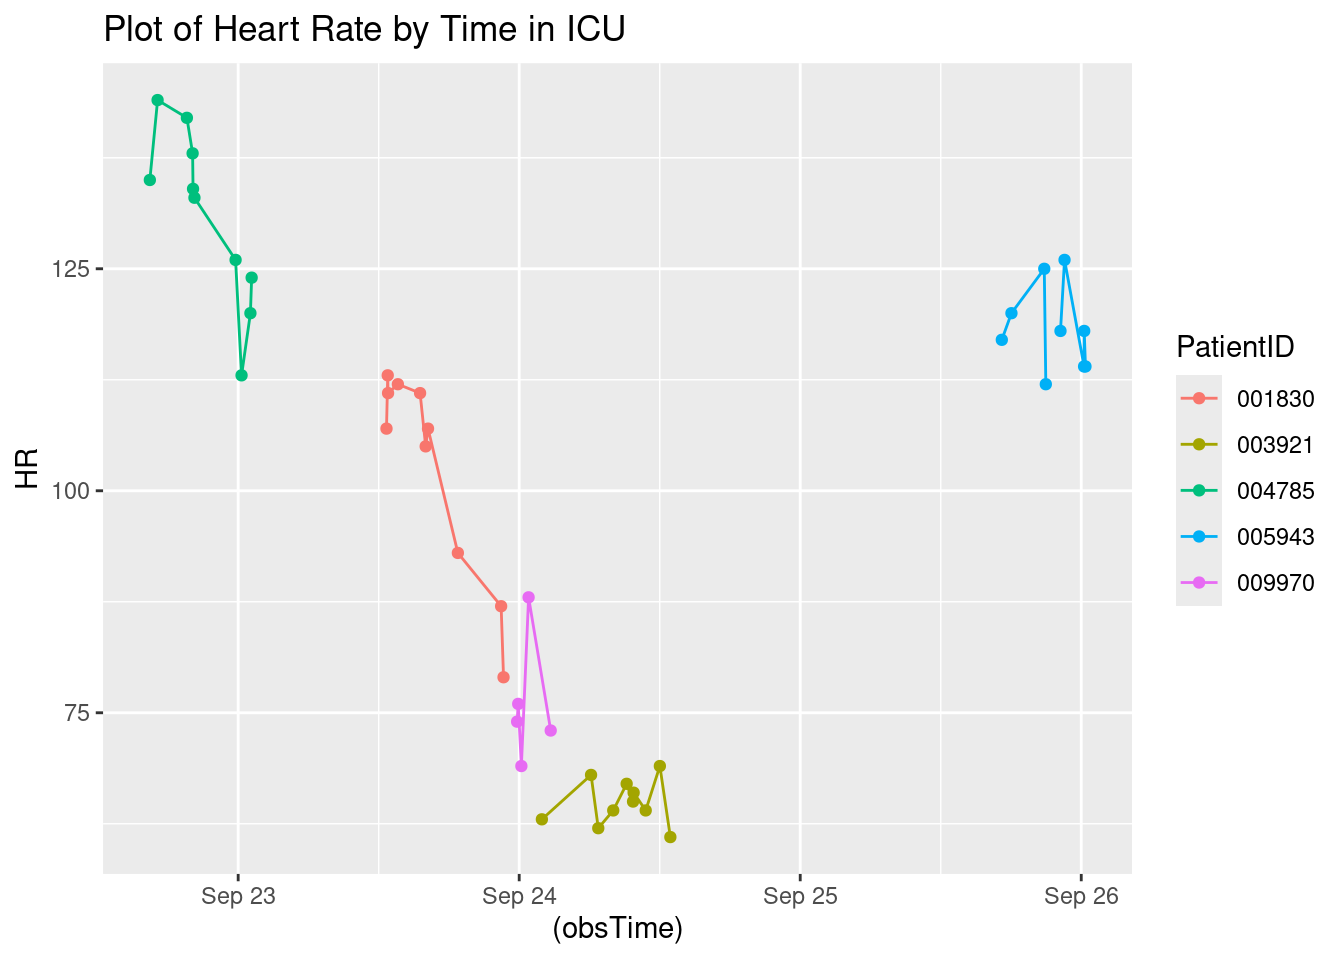 Plot of Heart Rate by Time in ICU
HR
125
100
75
Sep 23
Sep 24
Sep 25
Sep 26
(obsTime)
PatientID
001830
003921
004785
005943
009970